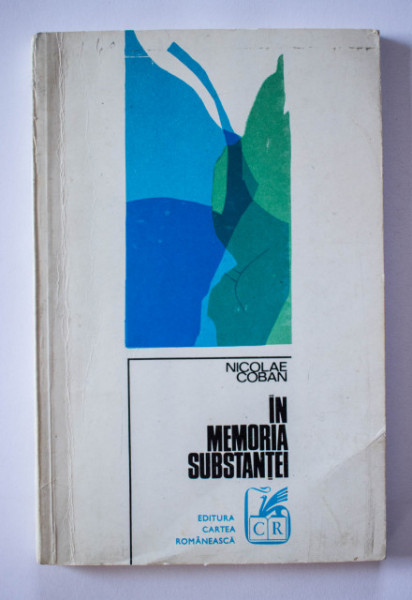 NICOLAE
COBAN
ÎN
MEMORIA
SUBSTANȚEI
EDITURA
CARTEA
ROMÂNEASCĂ
CR